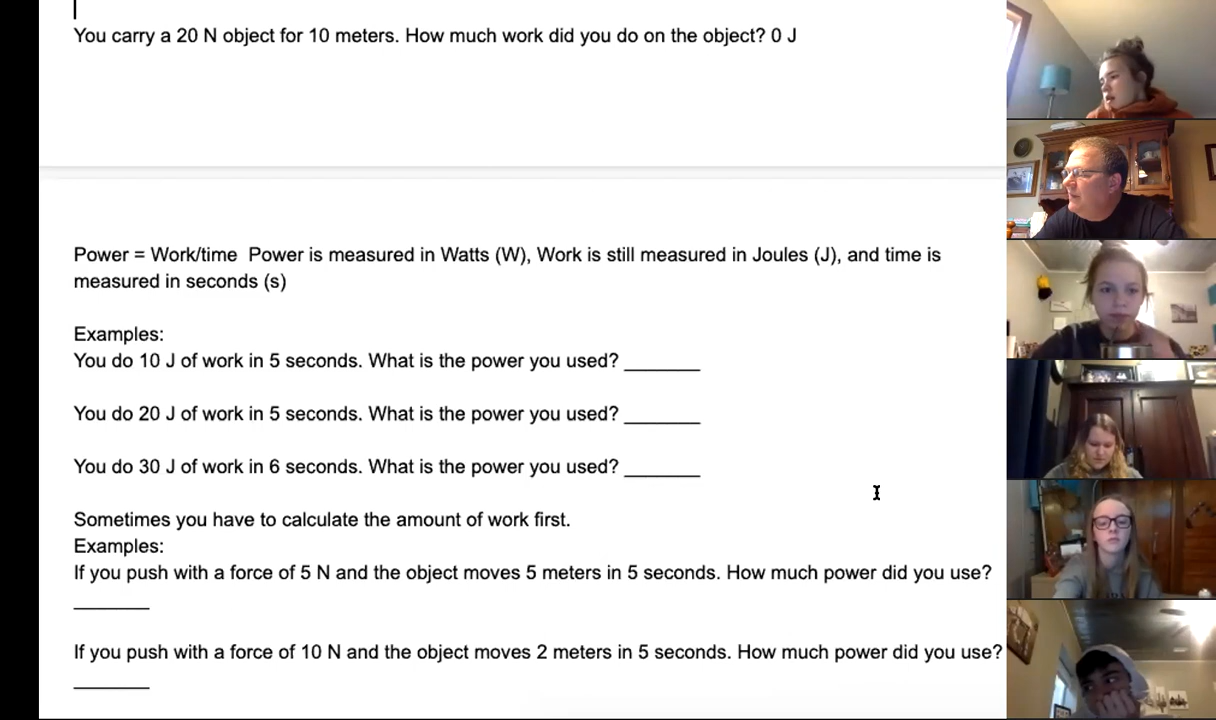 You carry a 20 N object for 10 meters. How much work did you do on the object? 0 J
Power = Work/time  Power is measured in Watts (W), Work is still measured in Joules (J), and time is
measured in seconds (s)
Examples:
You do 10 J of work in 5 seconds. What is the power you used? _______
You do 20 J of work in 5 seconds. What is the power you used? _______
You do 30 J of work in 6 seconds. What is the power you used? _______
Sometimes you have to calculate the amount of work first.
Examples:
If you push with a force of 5 N and the object moves 5 meters in 5 seconds. How much power did you use?
_______
If you push with a force of 10 N and the object moves 2 meters in 5 seconds. How much power did you use?
_______